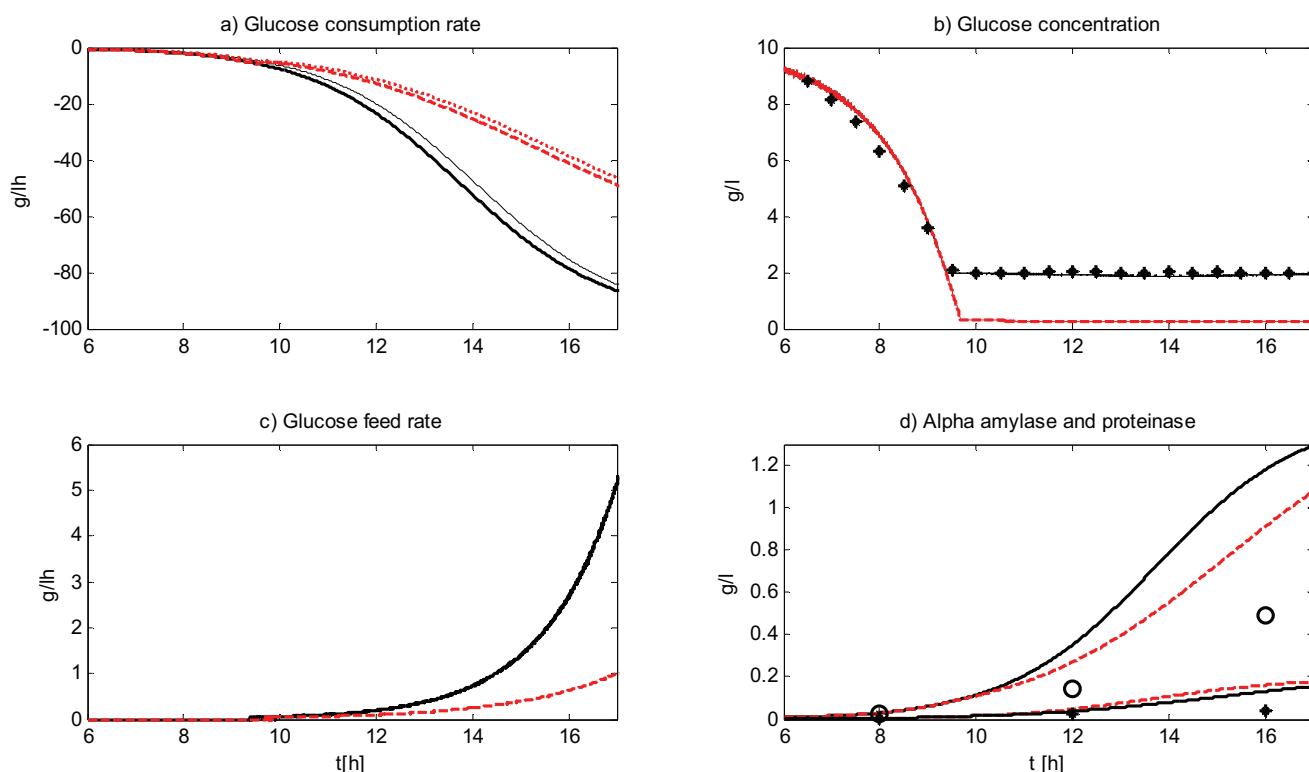 a) Glucose consumption rate
g/lh
0
-20
-40
-60
-80
-100
6 8 10 12 14 16
b) Glucose concentration
g/l
10
8
6
4
2
0
6 8 10 12 14 16
c) Glucose feed rate
g/lh
6
5
4
3
2
1
0
6 8 10 12 14 16
t[h]
d) Alpha amylase and proteinase
g/l
1.2
1
0.8
0.6
0.4
0.2
0
6 8 10 12 14 16
t [h]